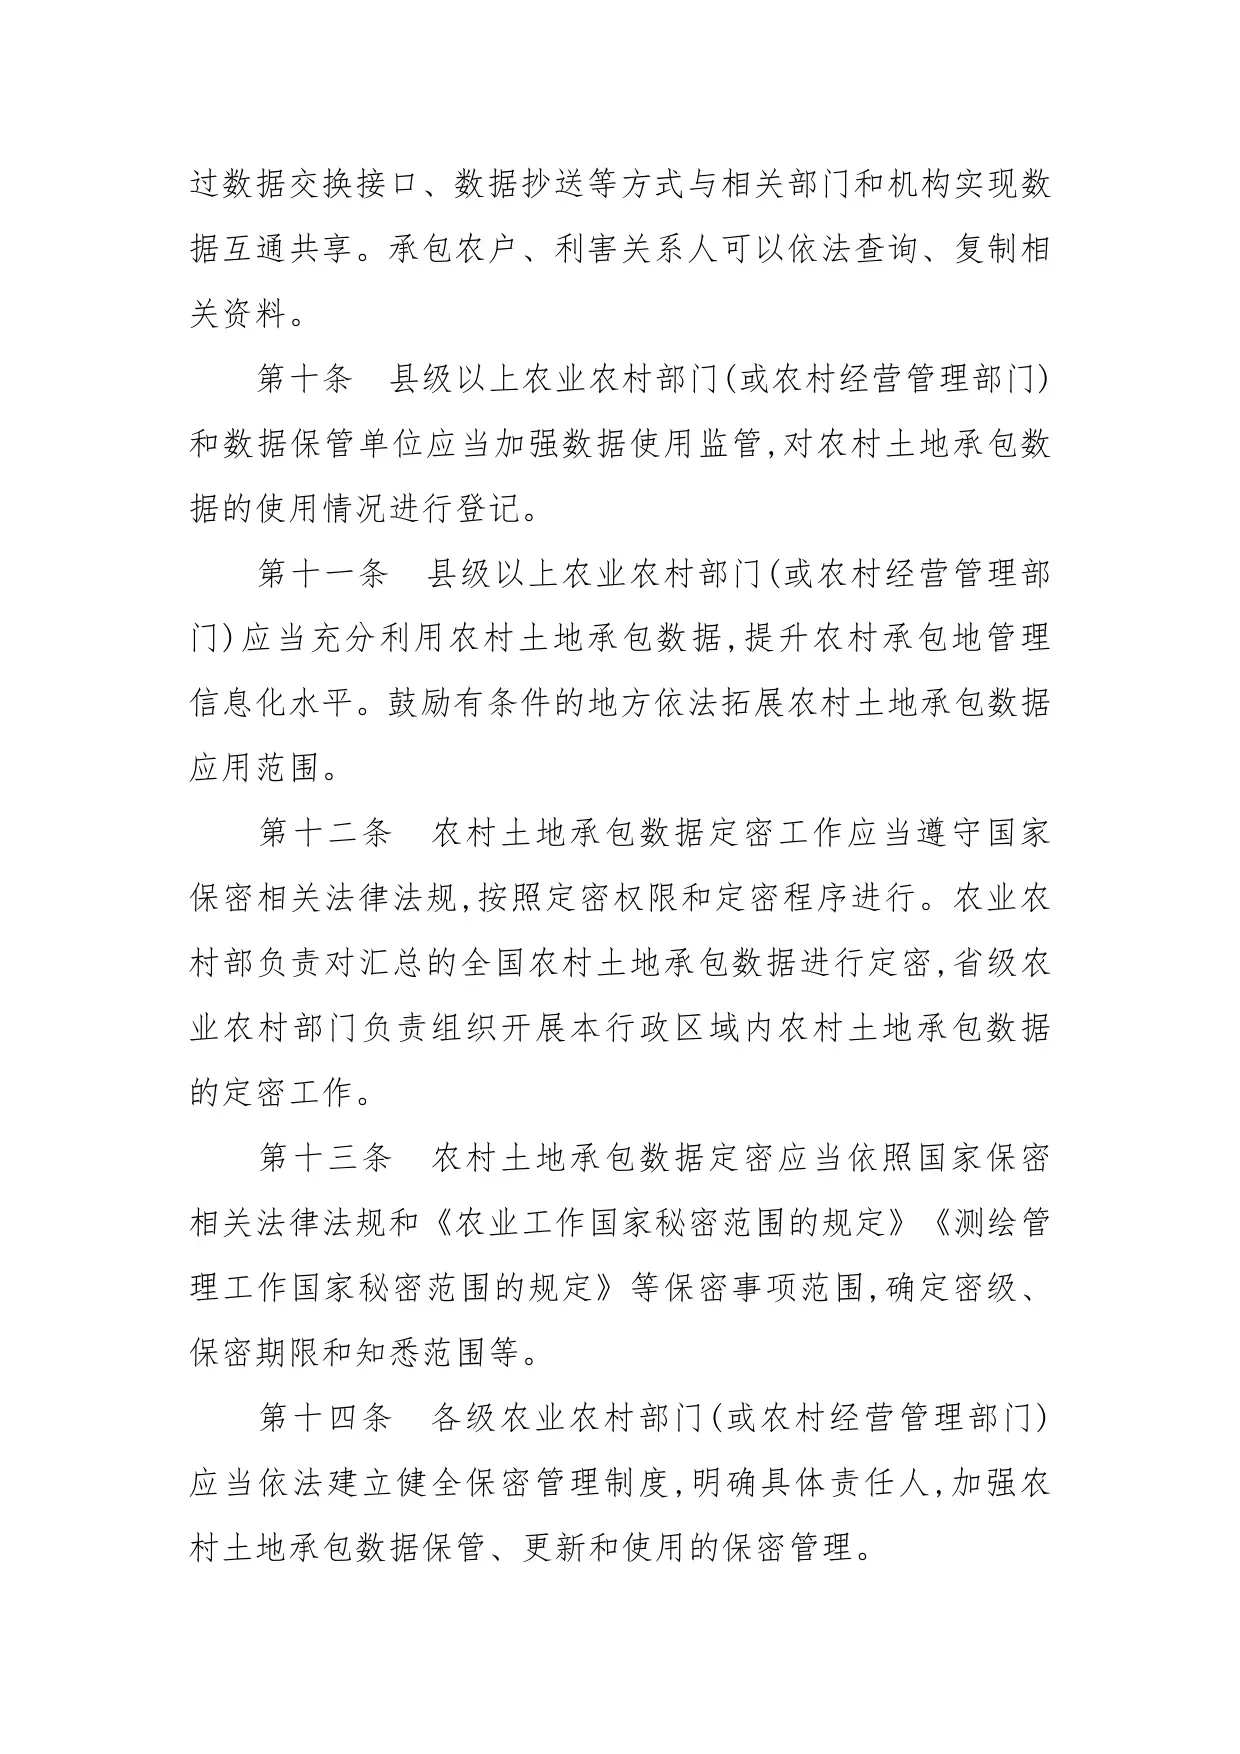 过数据交换接口、数据抄送等方式与相关部门和机构实现数
据互通共享。承包农户、利害关系人可以依法查询、复制相
关资料。
第十条　县级以上农业农村部门(或农村经营管理部门)
和数据保管单位应当加强数据使用监管,对农村土地承包数
据的使用情况进行登记。
第十一条　县级以上农业农村部门(或农村经营管理部
门)应当充分利用农村土地承包数据,提升农村承包地管理
信息化水平。鼓励有条件的地方依法拓展农村土地承包数据
应用范围。
第十二条　农村土地承包数据定密工作应当遵守国家
保密相关法律法规,按照定密权限和定密程序进行。农业农
村部负责对汇总的全国农村土地承包数据进行定密,省级农
业农村部门负责组织开展本行政区域内农村土地承包数据
的定密工作。
第十三条　农村土地承包数据定密应当依照国家保密
相关法律法规和《农业工作国家秘密范围的规定》《测绘管
理工作国家秘密范围的规定》等保密事项范围,确定密级、
保密期限和知悉范围等。
第十四条　各级农业农村部门(或农村经营管理部门)
应当依法建立健全保密管理制度,明确具体责任人,加强农
村土地承包数据保管、更新和使用的保密管理。